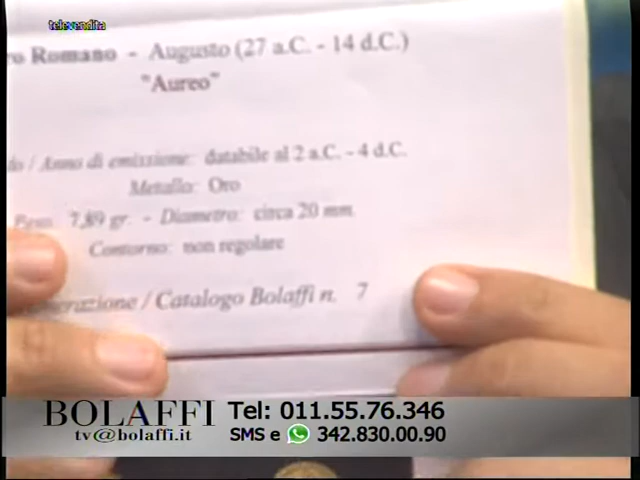 televendita
ro Romano - Augusto (27 a.C. - 14 d.C.)
"Aureo"
/ Anno di emissione: databile al 2 a.C. - 4 d.C.
Metallo: Oro
Peso: 7,89 gr. - Diametro: circa 20 mm.
Contorno: non regolare
erazione / Catalogo Bolaffi n. 7
BOLAFFI Tel: 011.55.76.346
tv@bolaffi.it SMS e 342.830.00.90